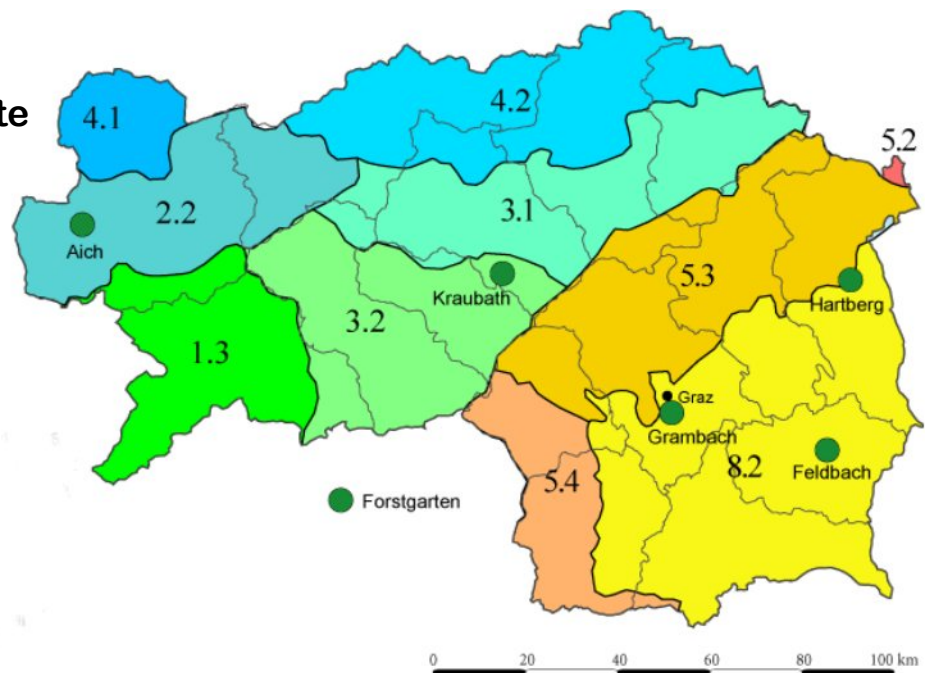 te
4.1
4.2
5.2
2.2
3.1
Aich
5.3
Kraubath
Hartberg
3.2
1.3
Graz
Grambach
8.2
Feldbach
5.4
Forstgarten
0 20 40 60 80 100 km